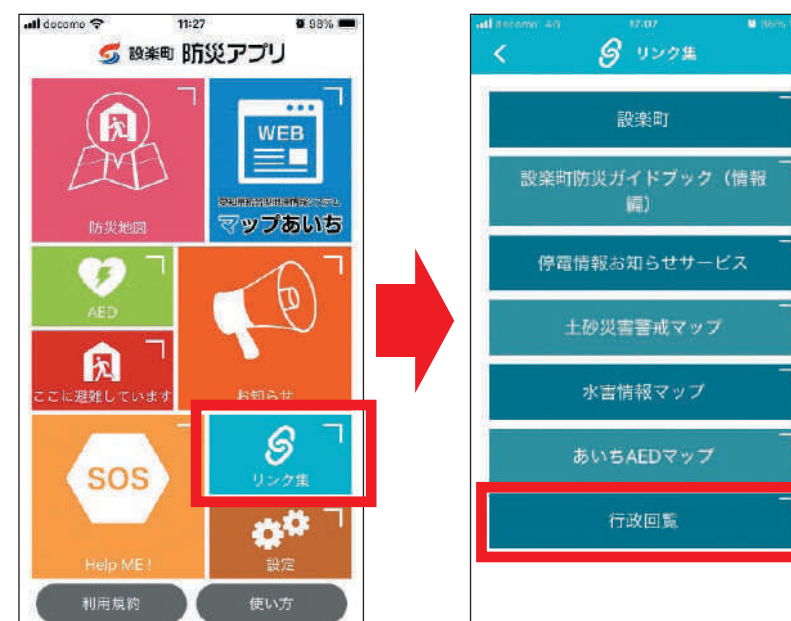 docomo 11:27 98%
設楽町 防災アプリ
防災地図
WEB
マップあいち
AED
ここに避難しています
お知らせ
SOS
Help ME!
リンク集
設定
利用規約
使い方
docomo 4G 17:07 86%
リンク集
設楽町
設楽町防災ガイドブック（情報
編）
停電情報お知らせサービス
土砂災害警戒マップ
水害情報マップ
あいちAEDマップ
行政回覧